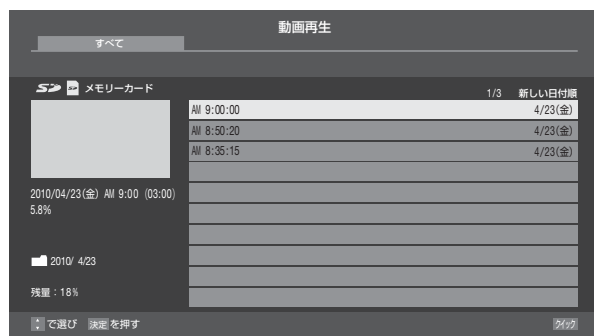 動画再生
すべて
SD メモリーカード
1/3 新しい日付順
AM 9:00:00 4/23(金)
AM 8:50:20 4/23(金)
AM 8:35:15 4/23(金)
2010/04/23(金) AM 9:00 (03:00)
5.8%
2010/ 4/23
残量：18%
で選び 決定 を押す
クイック